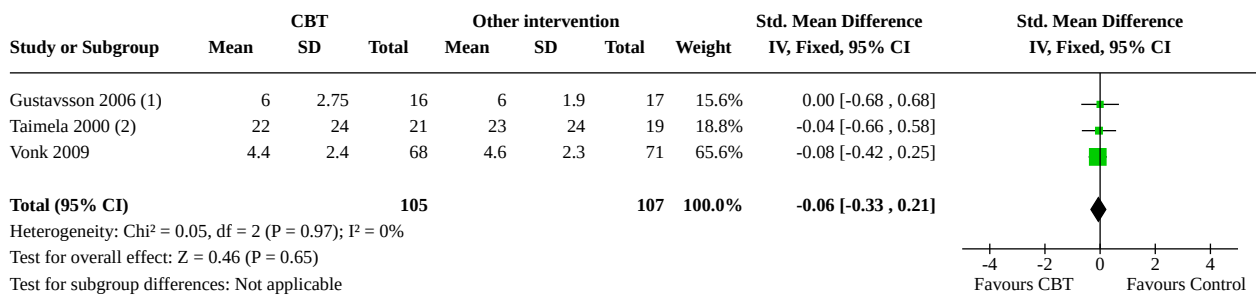 CBT Other intervention Std. Mean Difference Std. Mean Difference
Study or Subgroup Mean SD Total Mean SD Total Weight IV, Fixed, 95% CI IV, Fixed, 95% CI
Gustavsson 2006 (1) 6 2.75 16 6 1.9 17 15.6% 0.00 [-0.68 , 0.68]
Taimela 2000 (2) 22 24 21 23 24 19 18.8% -0.04 [-0.66 , 0.58]
Vonk 2009 4.4 2.4 68 4.6 2.3 71 65.6% -0.08 [-0.42 , 0.25]
Total (95% CI) 105 107 100.0% -0.06 [-0.33 , 0.21]
Heterogeneity: Chi² = 0.05, df = 2 (P = 0.97); I² = 0%
Test for overall effect: Z = 0.46 (P = 0.65) -4 -2 0 2 4
Test for subgroup differences: Not applicable Favours CBT Favours Control